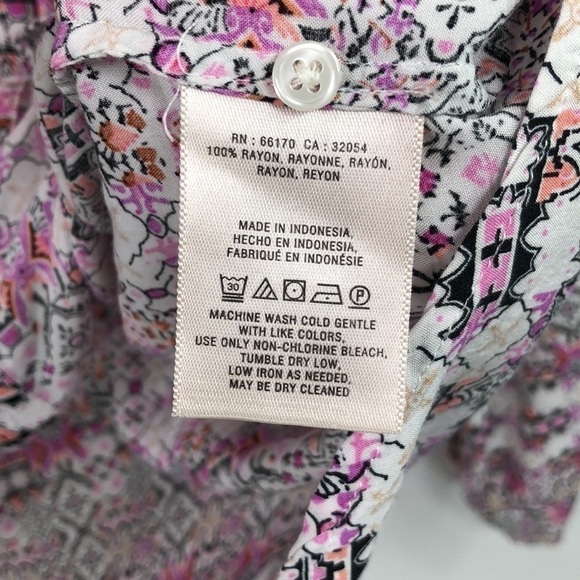 RN : 66170 CA : 32054
100% RAYON, RAYONNE, RAYÓN,
RAYON, REYON
MADE IN INDONESIA,
HECHO EN INDONESIA,
FABRIQUÉ EN INDONÉSIE
30 P
MACHINE WASH COLD GENTLE
WITH LIKE COLORS,
USE ONLY NON-CHLORINE BLEACH,
TUMBLE DRY LOW,
LOW IRON AS NEEDED,
MAY BE DRY CLEANED